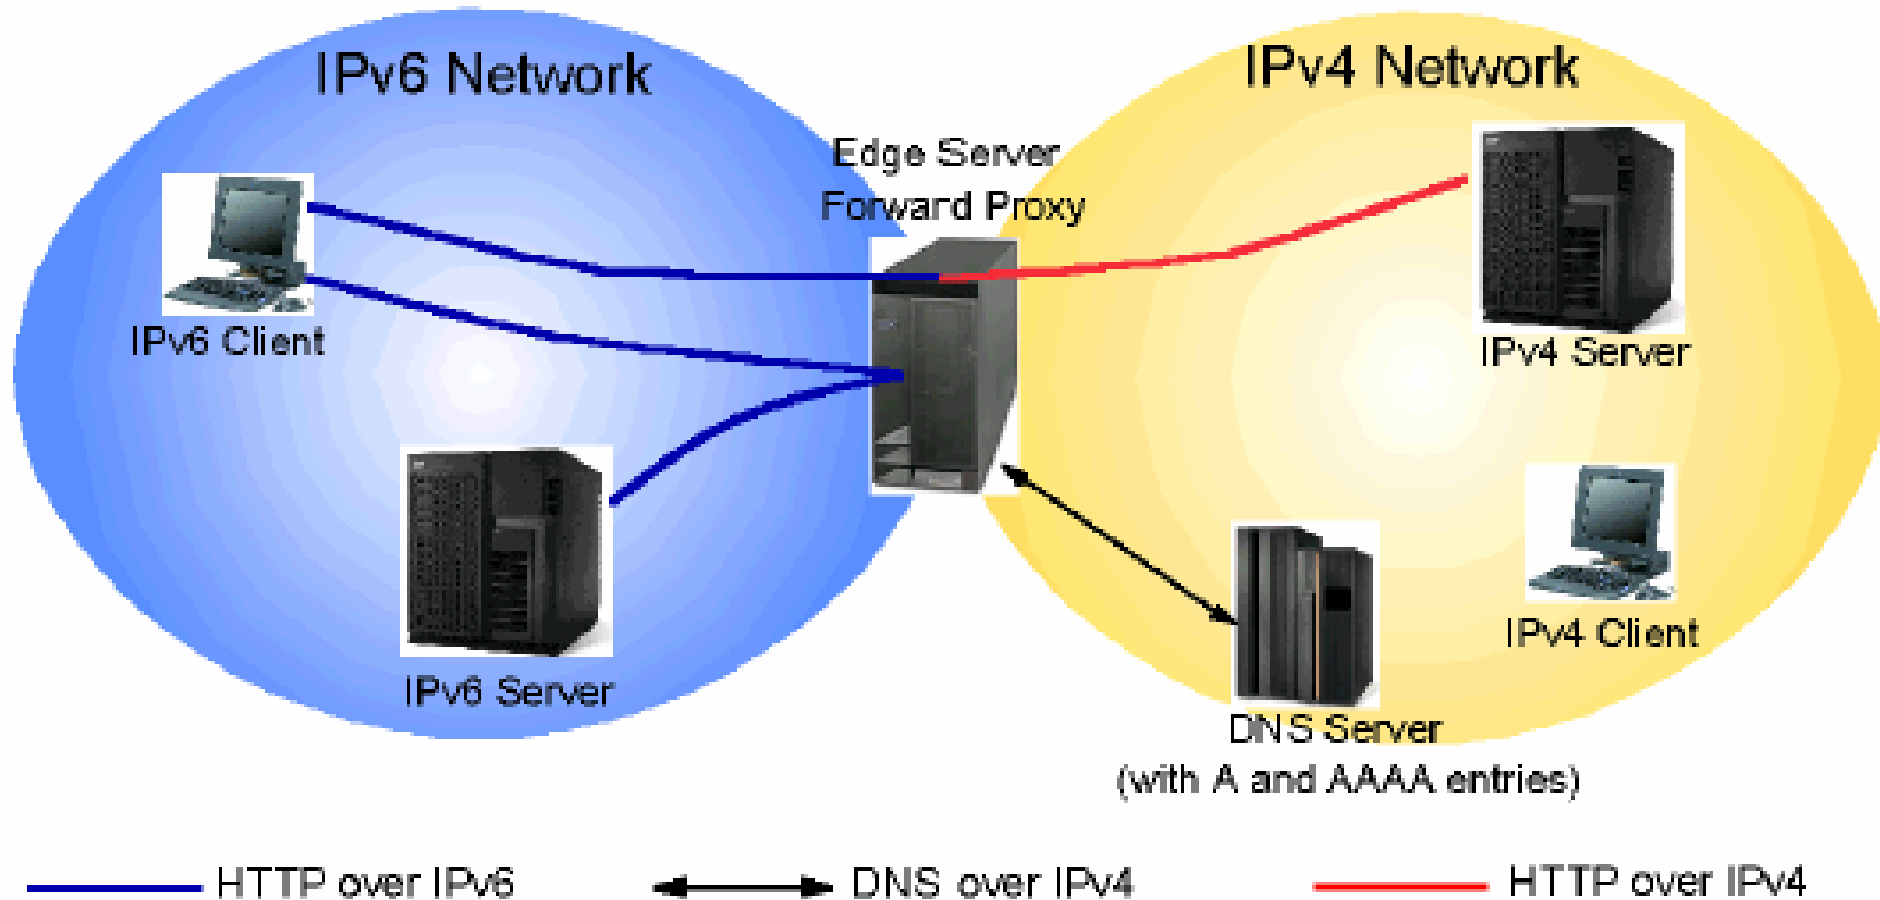 IPv6 Network
IPv4 Network
Edge Server
Forward Proxy
IPv6 Client
IPv4 Server
IPv6 Server
IPv4 Client
DNS Server
(with A and AAAA entries)
HTTP over IPv6
DNS over IPv4
HTTP over IPv4